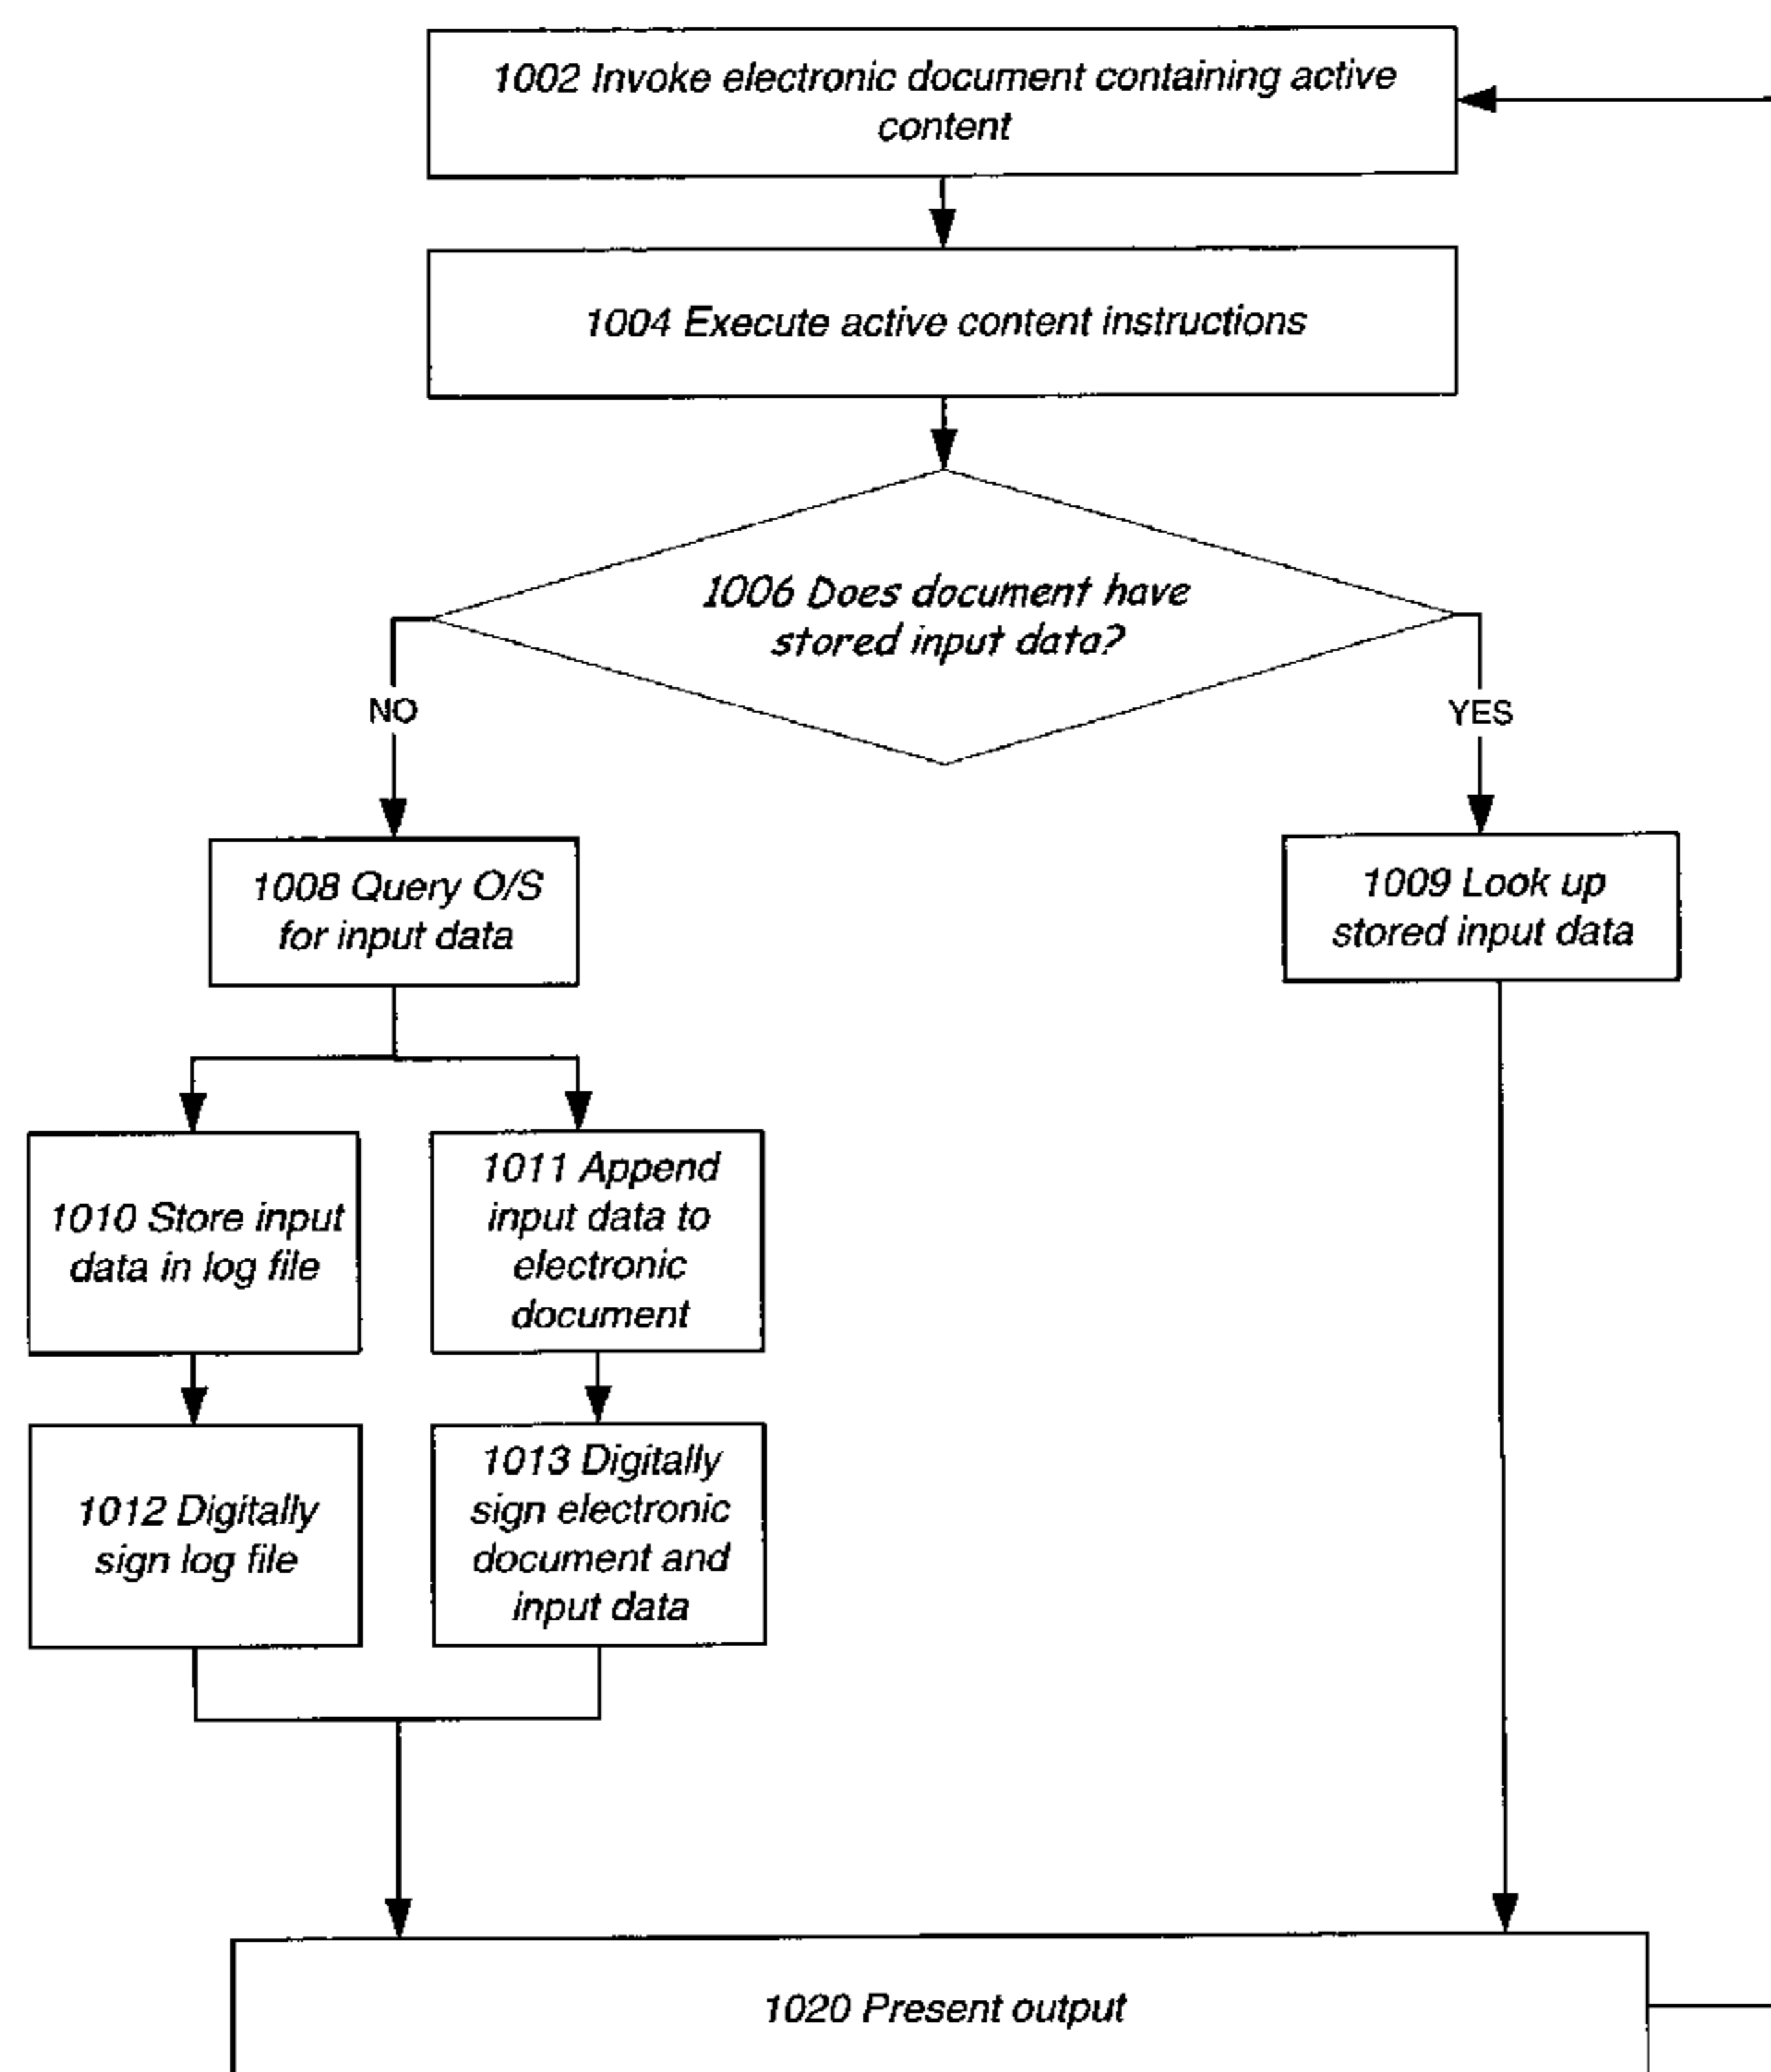 1002 Invoke electronic document containing active
content
1004 Execute active content instructions
1006 Does document have
stored input data?
NO
YES
1008 Query O/S
for input data
1009 Look up
stored input data
1010 Store input
data in log file
1011 Append
input data to
electronic
document
1012 Digitally
sign log file
1013 Digitally
sign electronic
document and
input data
1020 Present output